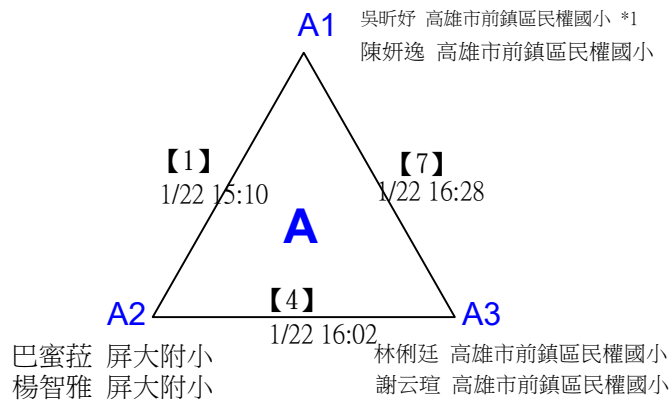 A1
吳昕妤 高雄市前鎮區民權國小 *1
陳妍逸 高雄市前鎮區民權國小
【1】
1/22 15:10
【7】
1/22 16:28
A
【4】
1/22 16:02
A2
A3
巴蜜菈 屏大附小
楊智雅 屏大附小
林俐廷 高雄市前鎮區民權國小
謝云瑄 高雄市前鎮區民權國小